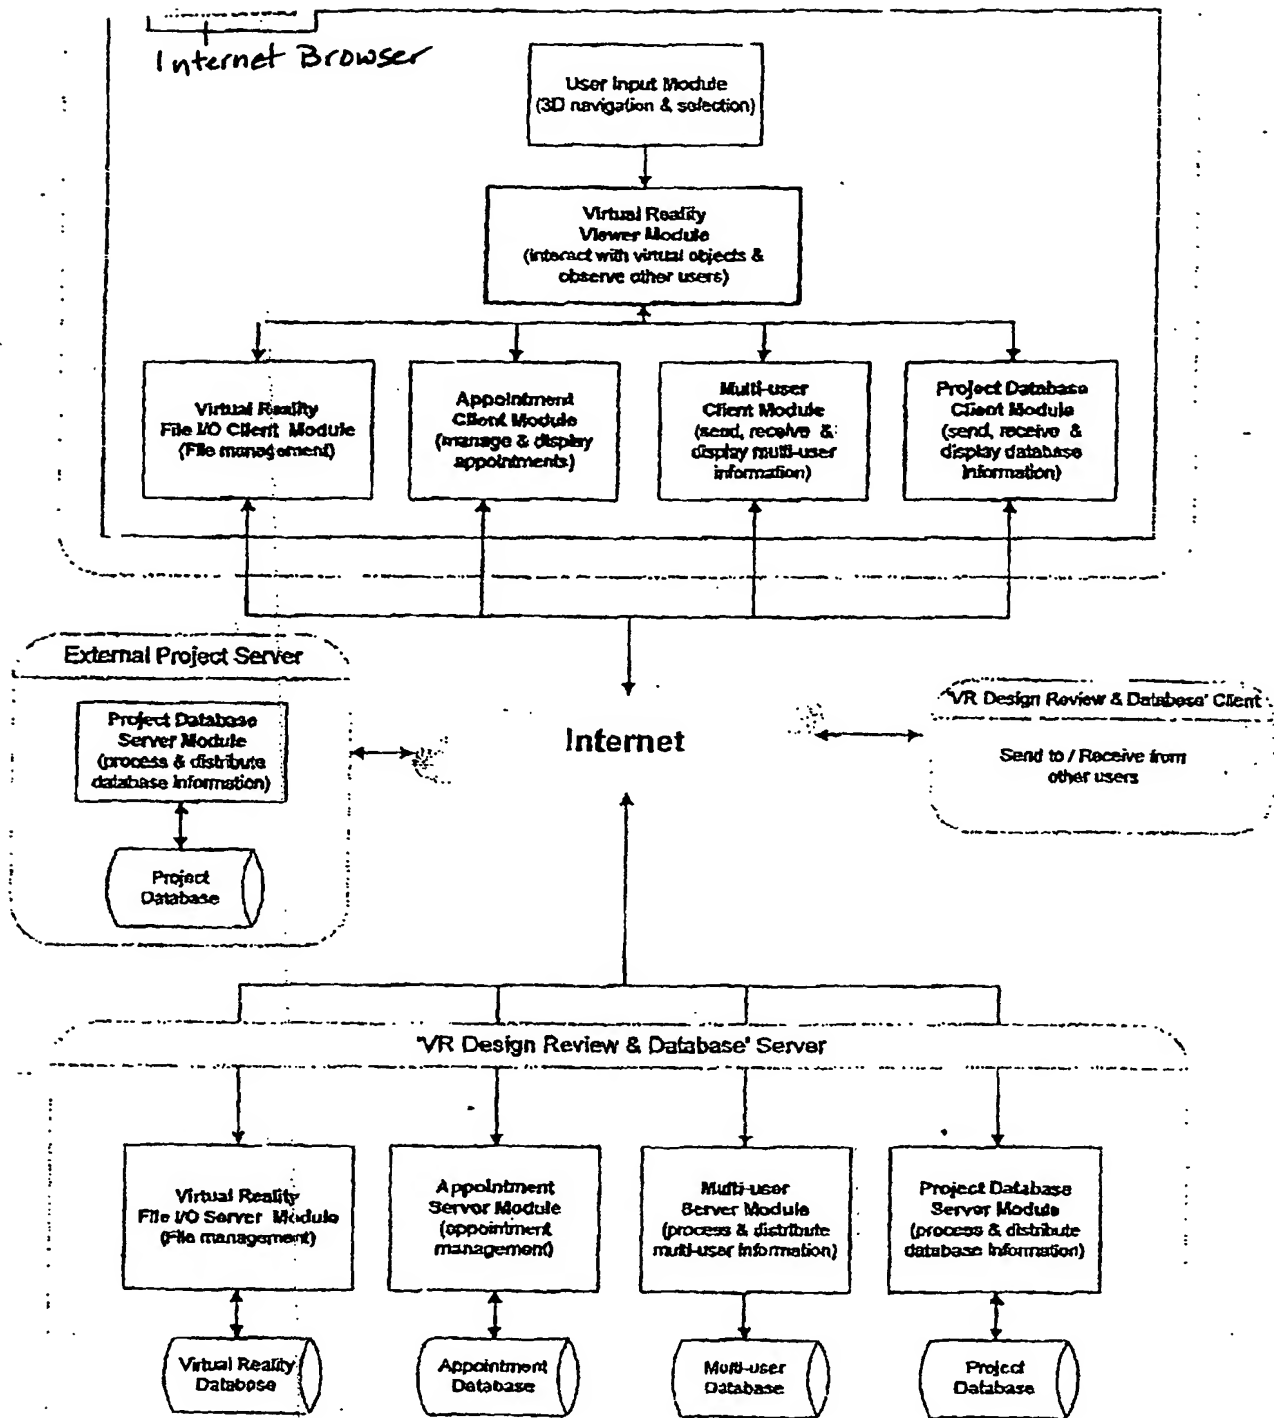 Internet Browser
User Input Module
(3D navigation & selection)
Virtual Reality
Viewer Module
(interact with virtual objects &
observe other users)
Virtual Reality
File I/O Client Module
(File management)
Appointment
Client Module
(manage & display
appointments)
Multi-user
Client Module
(send, receive &
display multi-user
information)
Project Database
Client Module
(send, receive &
display database
information)
External Project Server
Project Database
Server Module
(process & distribute
database information)
Project
Database
Internet
'VR Design Review & Database' Client
Send to / Receive from
other users
'VR Design Review & Database' Server
Virtual Reality
File I/O Server Module
(File management)
Appointment
Server Module
(appointment
management)
Multi-user
Server Module
(process & distribute
multi-user information)
Project Database
Server Module
(process & distribute
database information)
Virtual Reality
Database
Appointment
Database
Multi-user
Database
Project
Database